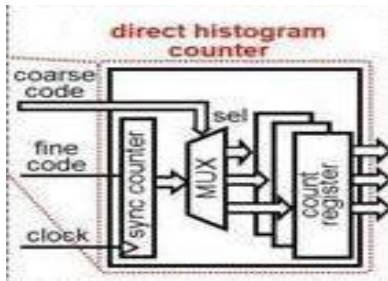 direct histogram
counter
coarse
code
sel
fine
code
sync counter
MUX
count
register
clock